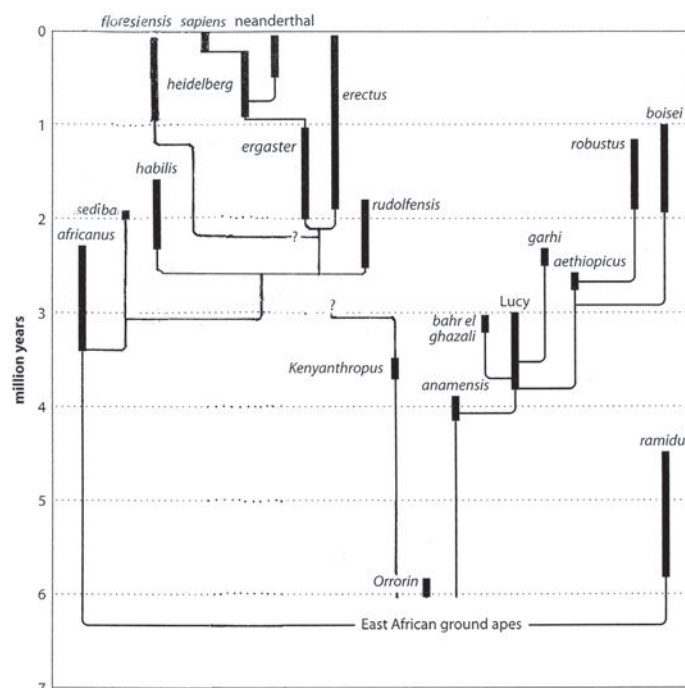 floresiensis sapiens neanderthal
0
heidelberg
erectus
boisei
1
ergaster
robustus
habilis
sediba
rudolfensis
2
africanus
garhi
aethiopicus
?
Lucy
3
?
bahr el
ghazali
Kenyanthropus
anamensis
million years
4
ramidu
5
Orrorin
6
East African ground apes
7